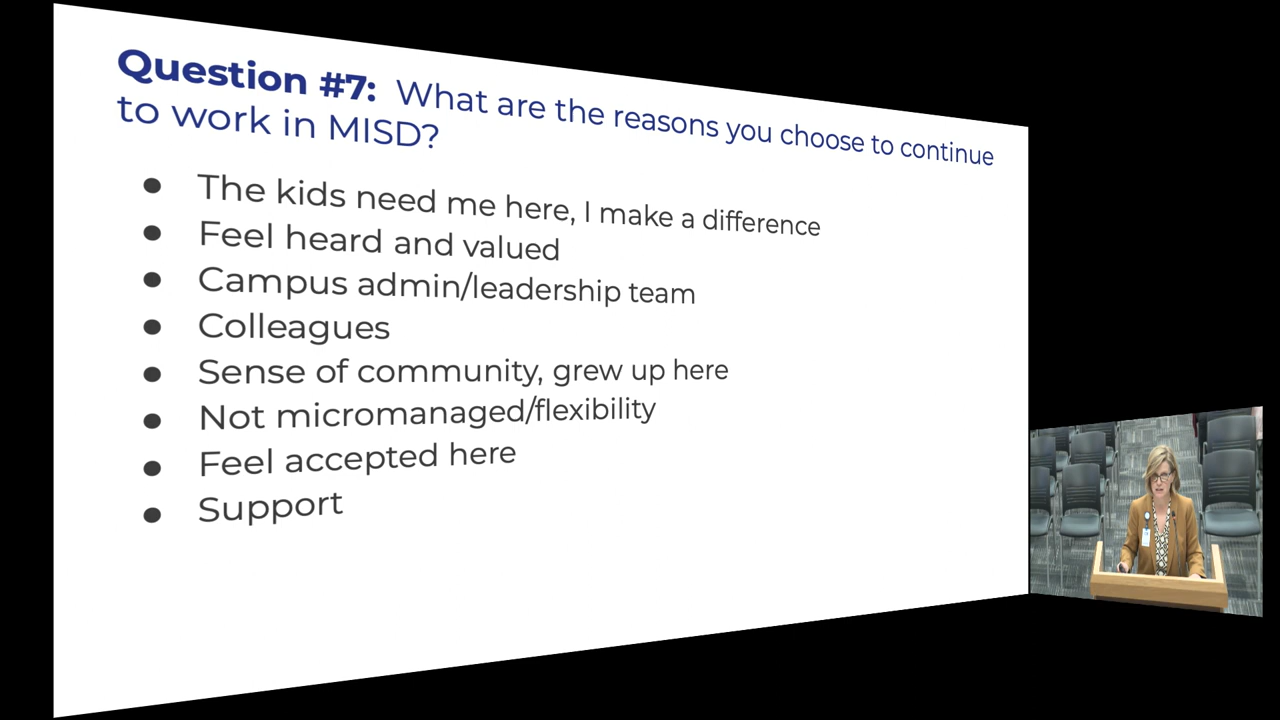 Question #7: What are the reasons you choose to continue
to work in MISD?
● The kids need me here, I make a difference
● Feel heard and valued
● Campus admin/leadership team
● Colleagues
● Sense of community, grew up here
● Not micromanaged/flexibility
● Feel accepted here
● Support